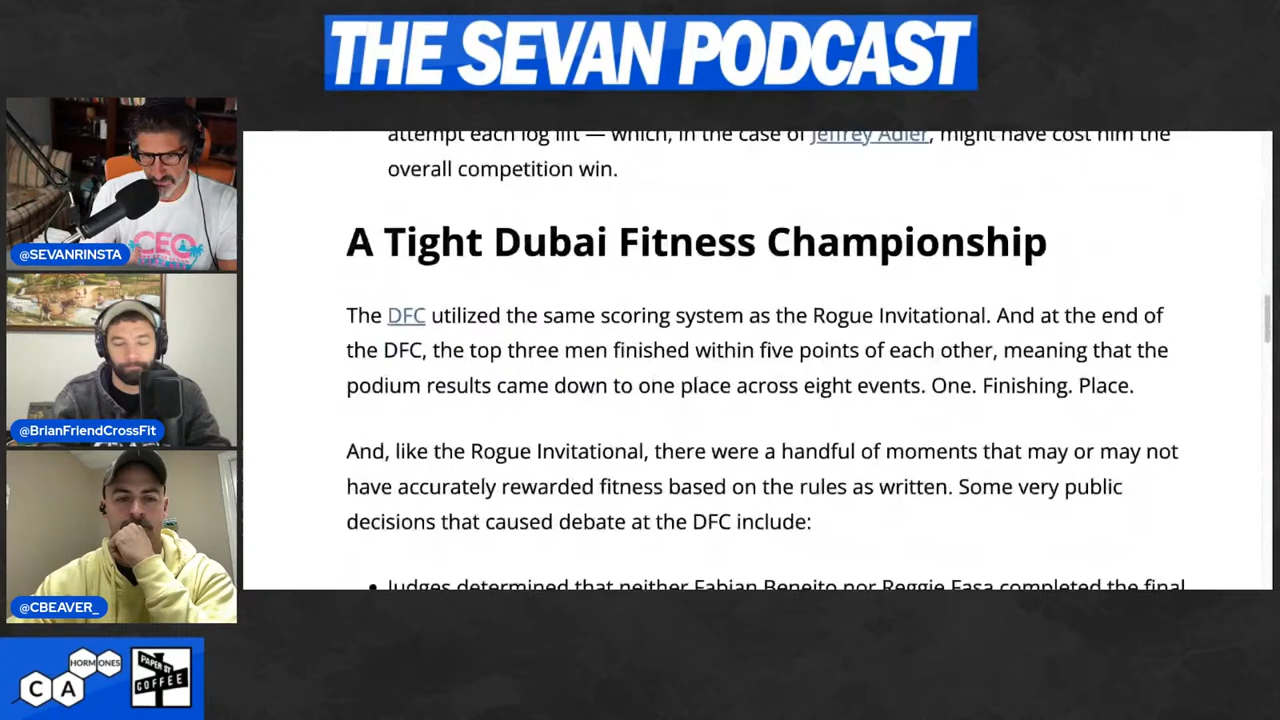 THE SEVAN PODCAST
attempt each log lift — which, in the case of Jeffrey Adler, might have cost him the
overall competition win.
A Tight Dubai Fitness Championship
The DFC utilized the same scoring system as the Rogue Invitational. And at the end of
the DFC, the top three men finished within five points of each other, meaning that the
podium results came down to one place across eight events. One. Finishing. Place.
And, like the Rogue Invitational, there were a handful of moments that may or may not
have accurately rewarded fitness based on the rules as written. Some very public
decisions that caused debate at the DFC include:
• Judges determined that neither Fabian Beneito nor Reggie Fasa completed the final
CEO
@SEVANRINSTA
@BrianFriendCrossFit
@CBEAVER_
CA HORMONES
PAPER ST
COFFEE